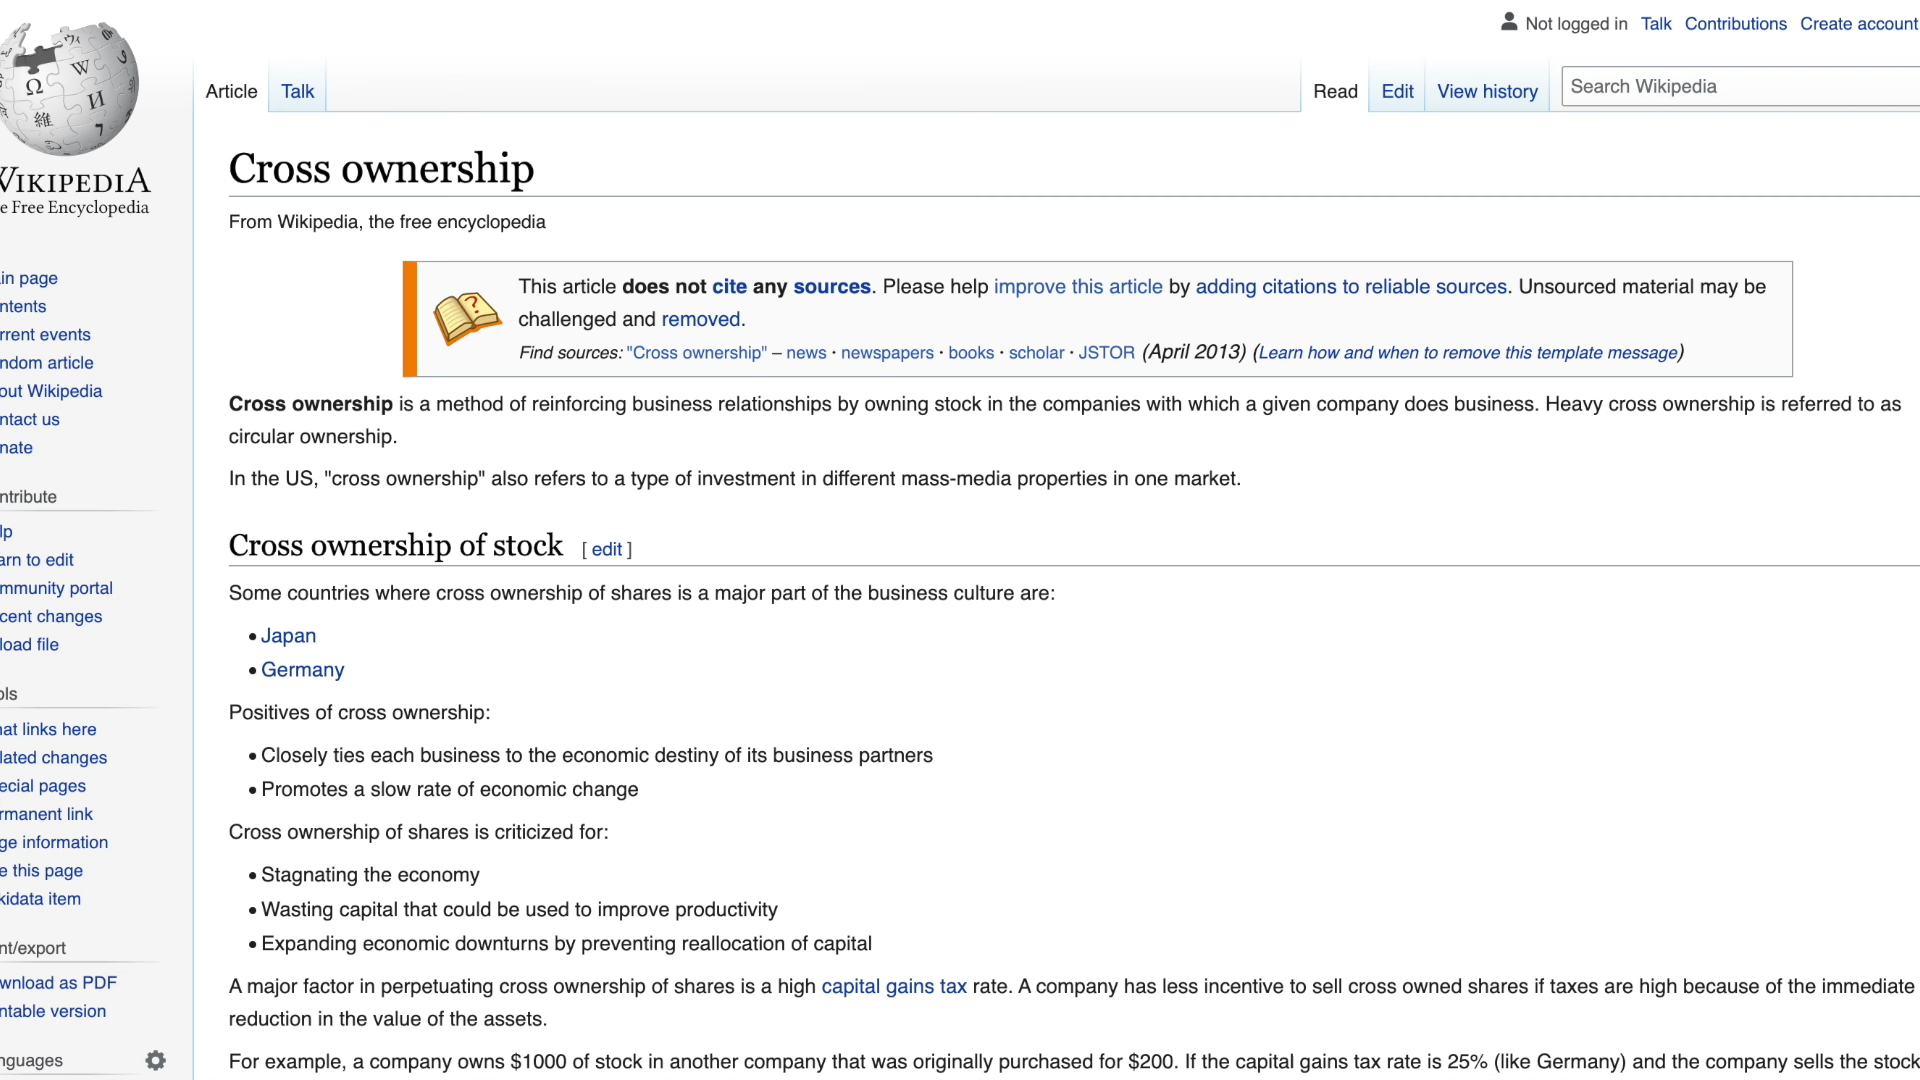 Not logged in Talk Contributions Create account
Article Talk Read Edit View history Search Wikipedia
WIKIPEDIA
e Free Encyclopedia
in page
ntents
rrent events
ndom article
out Wikipedia
ntact us
nate
ntribute
lp
arn to edit
mmunity portal
cent changes
load file
ols
hat links here
lated changes
ecial pages
rmanent link
ge information
e this page
kidata item
nt/export
wnload as PDF
ntable version
nguages
Cross ownership
From Wikipedia, the free encyclopedia
This article does not cite any sources. Please help improve this article by adding citations to reliable sources. Unsourced material may be
challenged and removed.
Find sources: "Cross ownership" – news · newspapers · books · scholar · JSTOR (April 2013) (Learn how and when to remove this template message)
Cross ownership is a method of reinforcing business relationships by owning stock in the companies with which a given company does business. Heavy cross ownership is referred to as
circular ownership.
In the US, "cross ownership" also refers to a type of investment in different mass-media properties in one market.
Cross ownership of stock [ edit ]
Some countries where cross ownership of shares is a major part of the business culture are:
• Japan
• Germany
Positives of cross ownership:
• Closely ties each business to the economic destiny of its business partners
• Promotes a slow rate of economic change
Cross ownership of shares is criticized for:
• Stagnating the economy
• Wasting capital that could be used to improve productivity
• Expanding economic downturns by preventing reallocation of capital
A major factor in perpetuating cross ownership of shares is a high capital gains tax rate. A company has less incentive to sell cross owned shares if taxes are high because of the immediate
reduction in the value of the assets.
For example, a company owns $1000 of stock in another company that was originally purchased for $200. If the capital gains tax rate is 25% (like Germany) and the company sells the stock